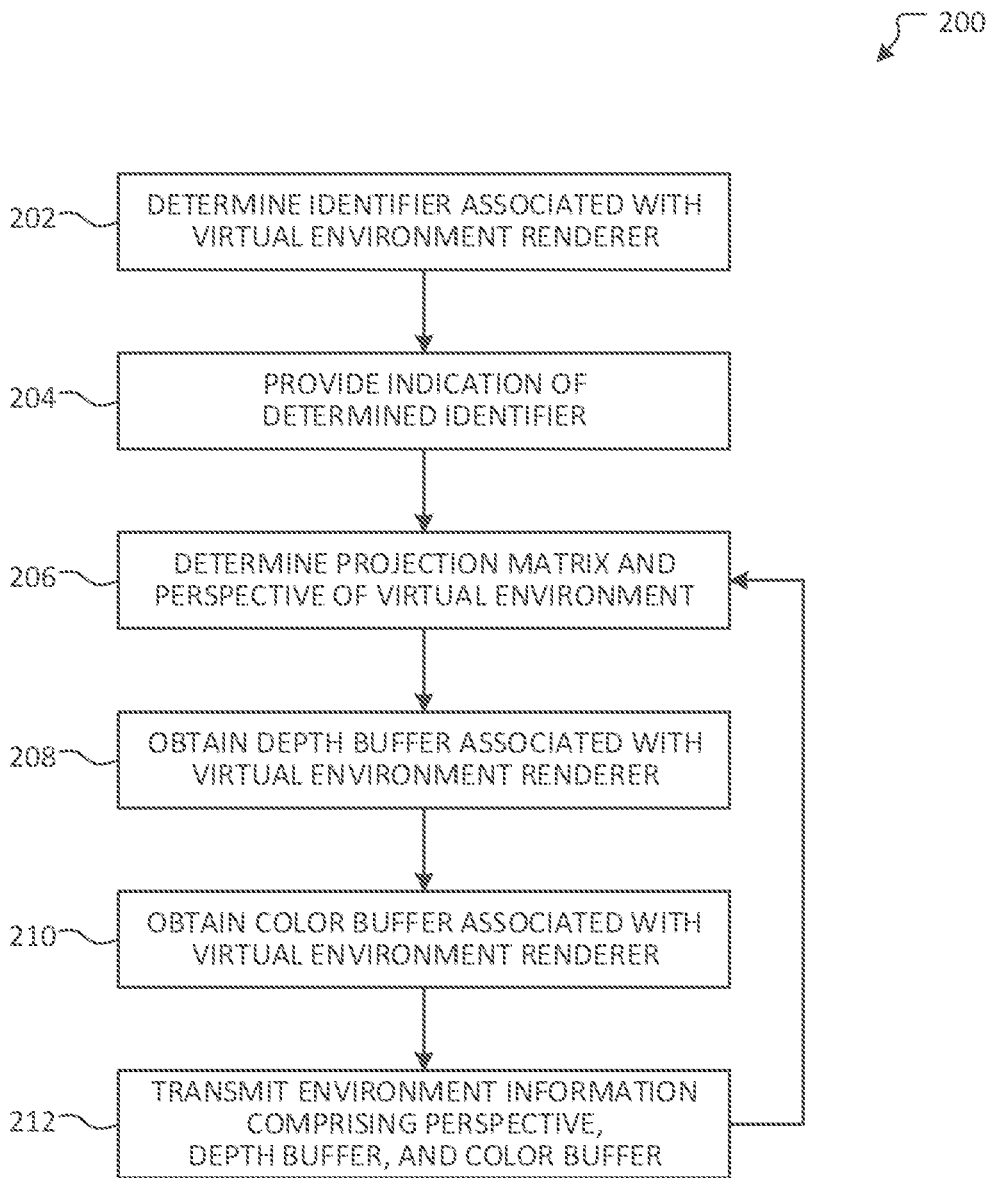 200
202
DETERMINE IDENTIFIER ASSOCIATED WITH
VIRTUAL ENVIRONMENT RENDERER
204
PROVIDE INDICATION OF
DETERMINED IDENTIFIER
206
DETERMINE PROJECTION MATRIX AND
PERSPECTIVE OF VIRTUAL ENVIRONMENT
208
OBTAIN DEPTH BUFFER ASSOCIATED WITH
VIRTUAL ENVIRONMENT RENDERER
210
OBTAIN COLOR BUFFER ASSOCIATED WITH
VIRTUAL ENVIRONMENT RENDERER
212
TRANSMIT ENVIRONMENT INFORMATION
COMPRISING PERSPECTIVE,
DEPTH BUFFER, AND COLOR BUFFER